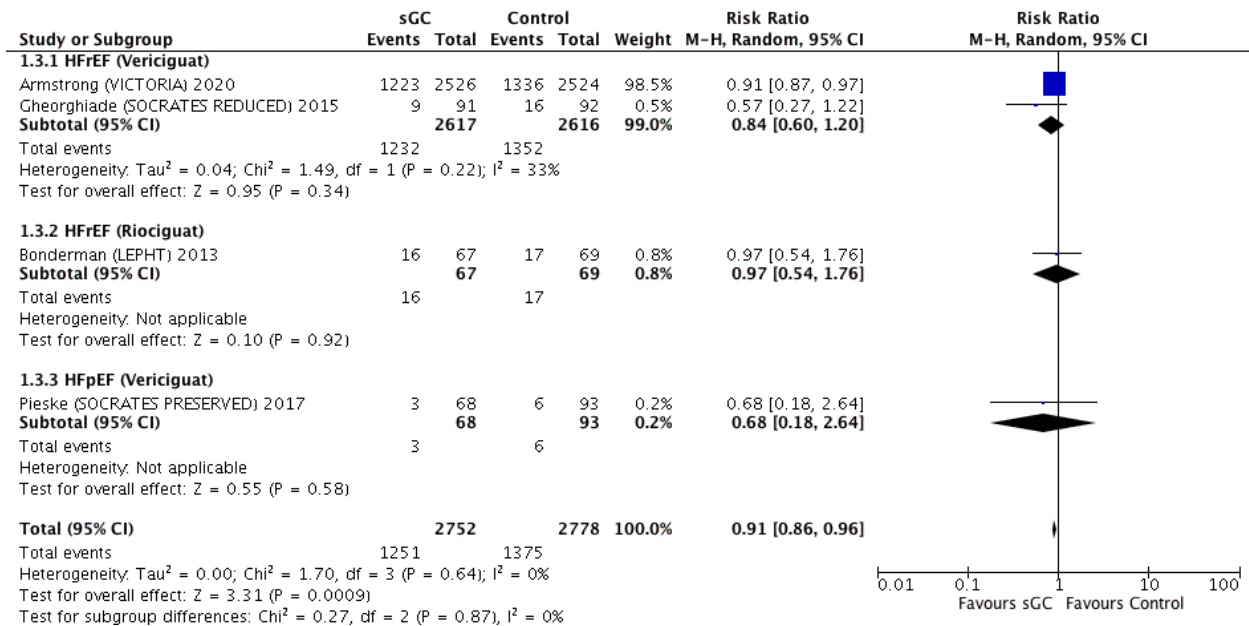 sGC Control Risk Ratio Risk Ratio
Study or Subgroup Events Total Events Total Weight M-H, Random, 95% CI M-H, Random, 95% CI
1.3.1 HFrEF (Vericiguat)
Armstrong (VICTORIA) 2020 1223 2526 1336 2524 98.5% 0.91 [0.87, 0.97]
Gheorghiade (SOCRATES REDUCED) 2015 9 91 16 92 0.5% 0.57 [0.27, 1.22]
Subtotal (95% CI) 2617 2616 99.0% 0.84 [0.60, 1.20]
Total events 1232 1352
Heterogeneity: Tau² = 0.04; Chi² = 1.49, df = 1 (P = 0.22); I² = 33%
Test for overall effect: Z = 0.95 (P = 0.34)
1.3.2 HFrEF (Riociguat)
Bonderman (LEPHT) 2013 16 67 17 69 0.8% 0.97 [0.54, 1.76]
Subtotal (95% CI) 67 69 0.8% 0.97 [0.54, 1.76]
Total events 16 17
Heterogeneity: Not applicable
Test for overall effect: Z = 0.10 (P = 0.92)
1.3.3 HFpEF (Vericiguat)
Pieske (SOCRATES PRESERVED) 2017 3 68 6 93 0.2% 0.68 [0.18, 2.64]
Subtotal (95% CI) 68 93 0.2% 0.68 [0.18, 2.64]
Total events 3 6
Heterogeneity: Not applicable
Test for overall effect: Z = 0.55 (P = 0.58)
Total (95% CI) 2752 2778 100.0% 0.91 [0.86, 0.96]
Total events 1251 1375
Heterogeneity: Tau² = 0.00; Chi² = 1.70, df = 3 (P = 0.64); I² = 0%
Test for overall effect: Z = 3.31 (P = 0.0009)
Test for subgroup differences: Chi² = 0.27, df = 2 (P = 0.87), I² = 0%
0.01 0.1 1 10 100
Favours sGC Favours Control